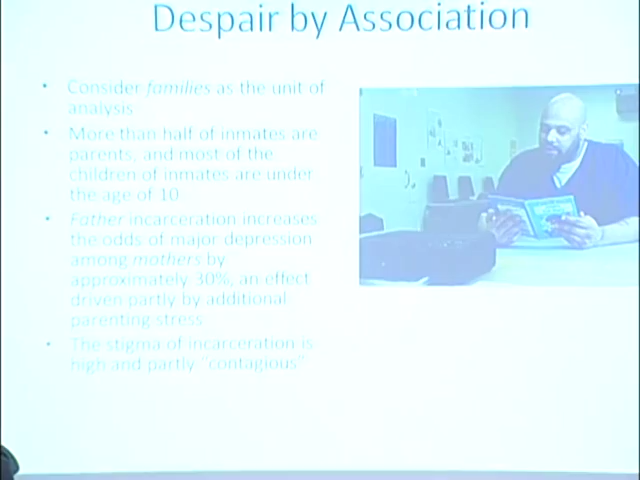 Despair by Association
• Consider families as the unit of
analysis
• More than half of inmates are
parents, and most of the
children of inmates are under
the age of 10
• Father incarceration increases
the odds of major depression
among mothers by
approximately 30%, an effect
driven partly by additional
parenting stress
• The stigma of incarceration is
high and partly "contagious"